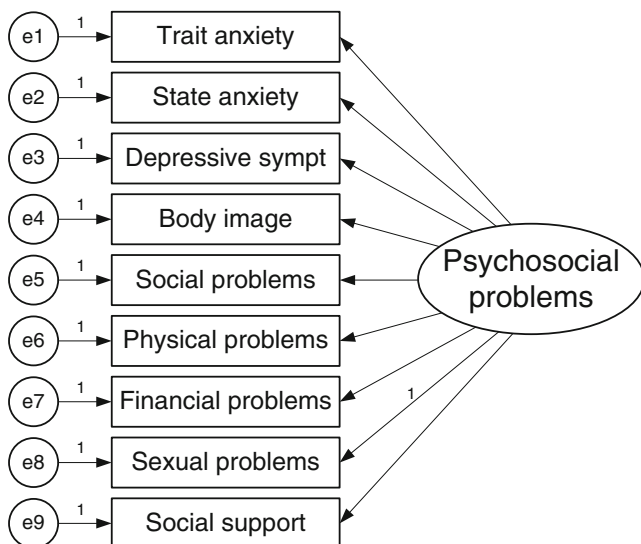 e1 1 Trait anxiety
e2 1 State anxiety
e3 1 Depressive sympt
e4 1 Body image
e5 1 Social problems
e6 1 Physical problems
e7 1 Financial problems
e8 1 Sexual problems
e9 1 Social support
Psychosocial
problems
1